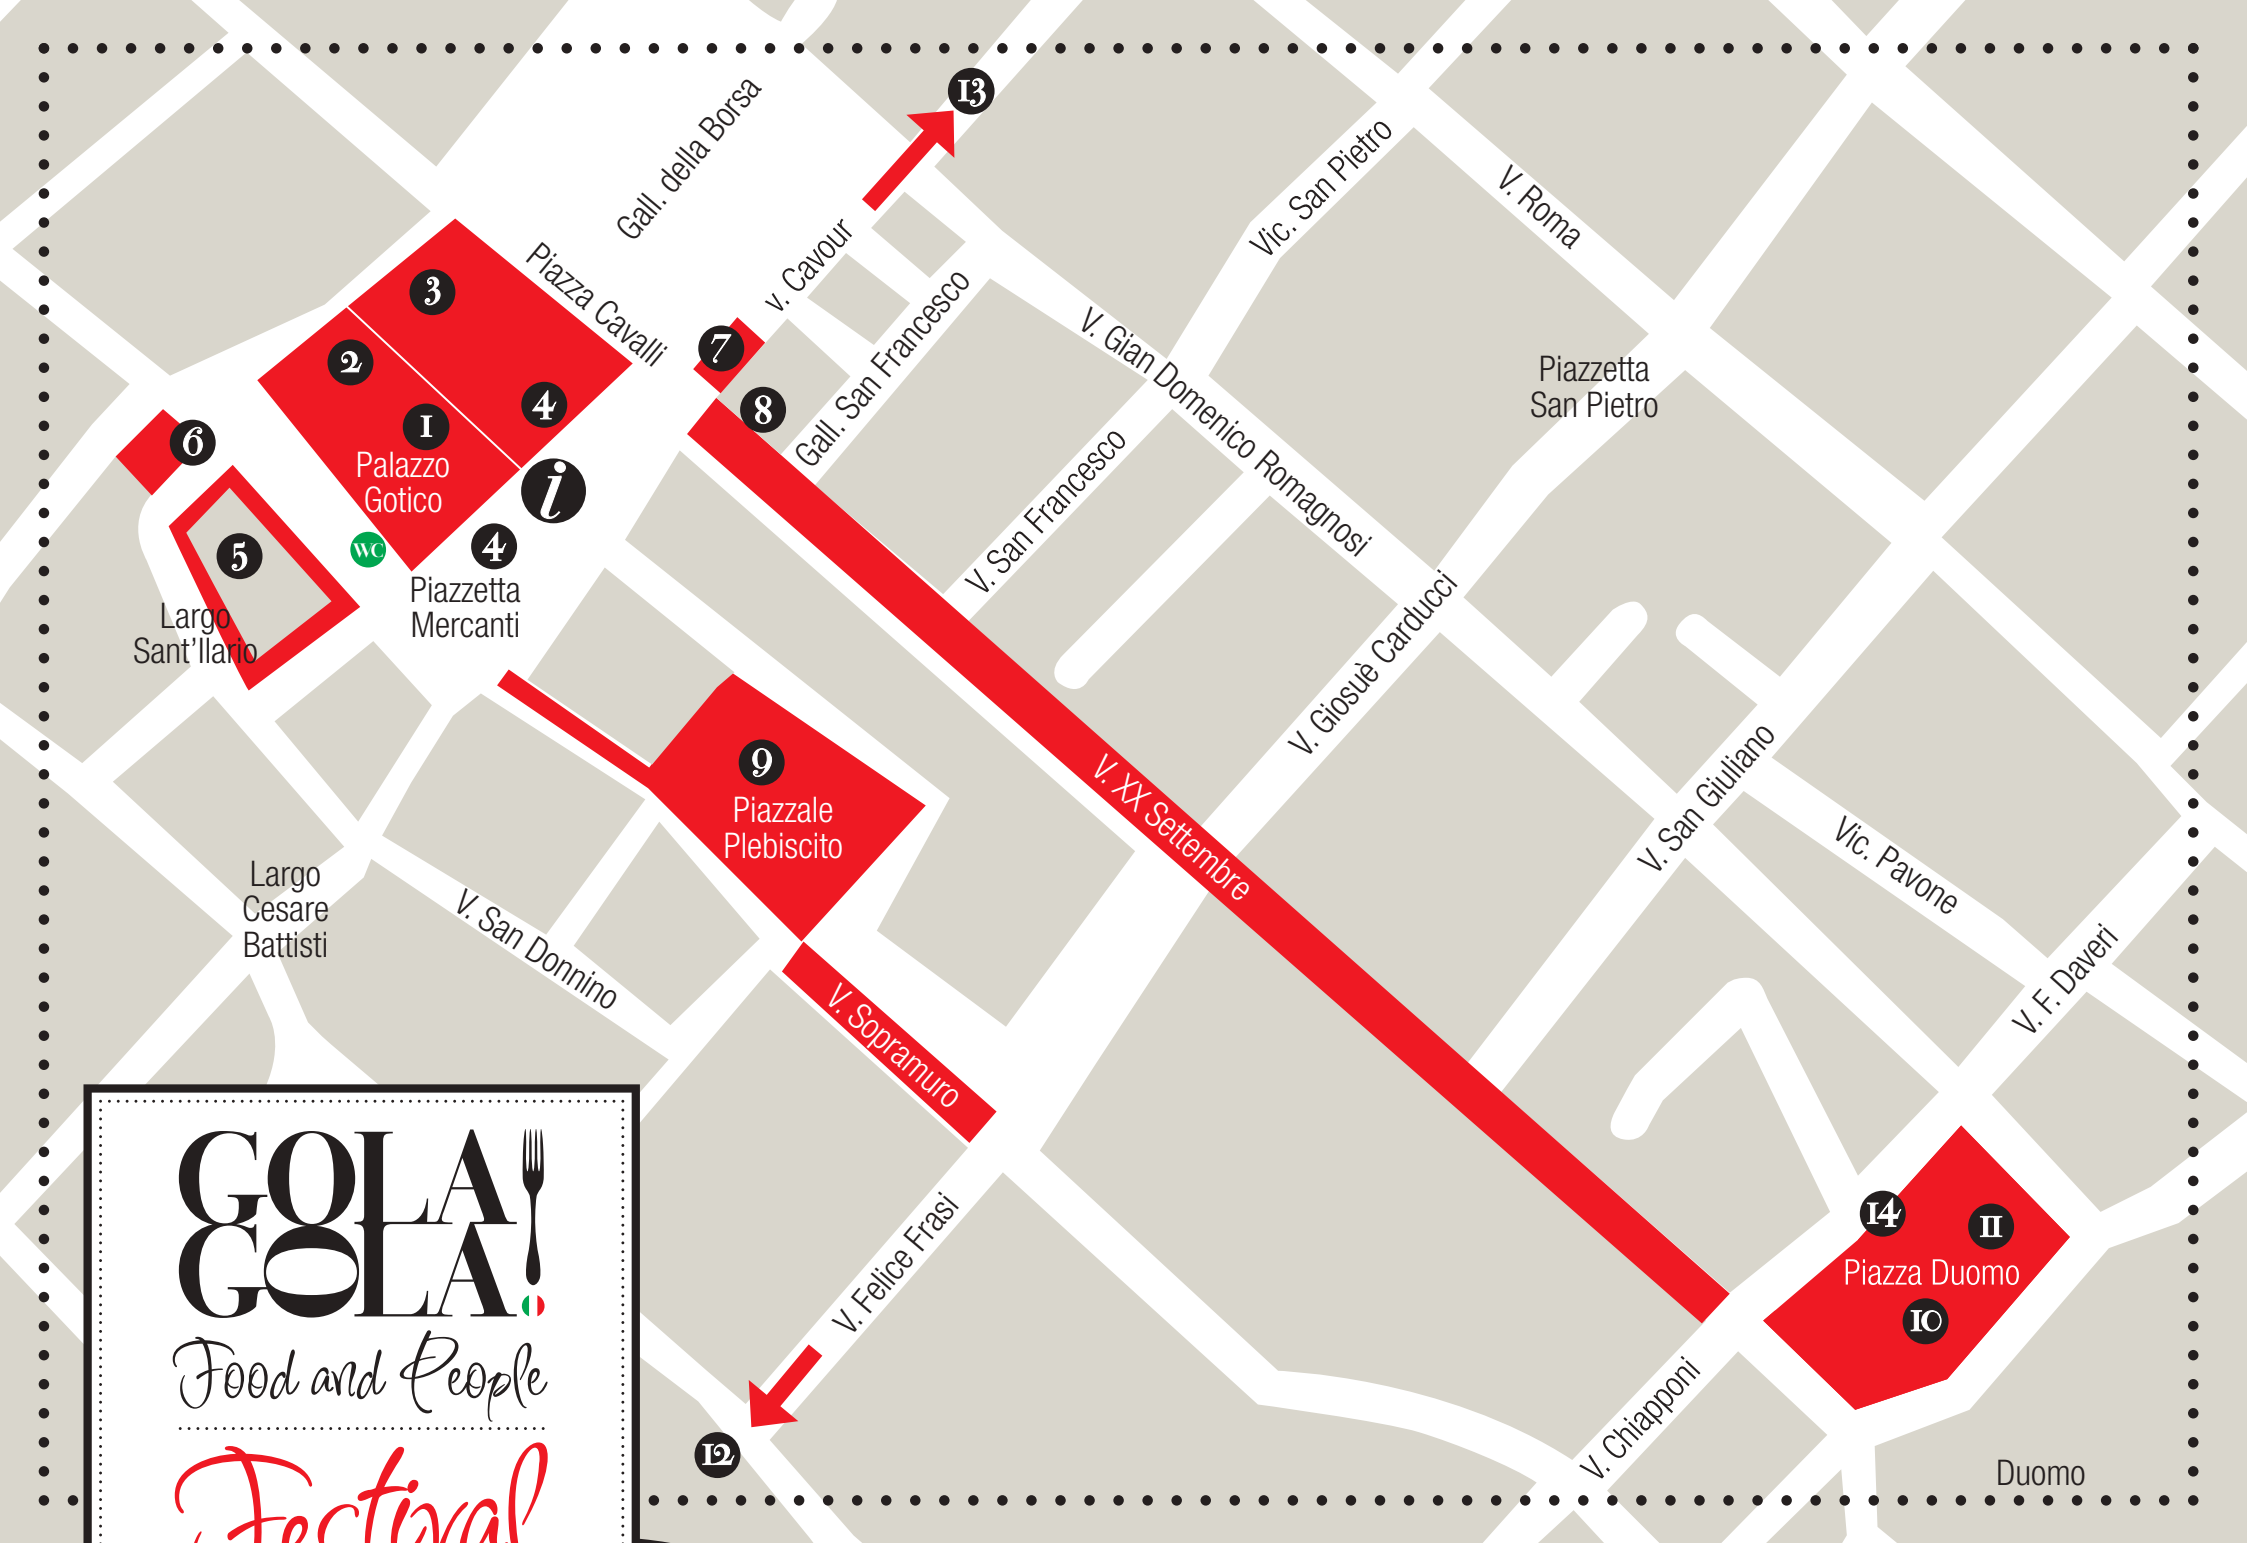 13
Gall. della Borsa
Vic. San Pietro
V. Roma
v. Cavour
Piazza Cavalli
3
7
2
4
8
1
6
Palazzo
Gotico
i
4
WC
5
Piazzetta
Mercanti
Largo
Sant'Ilario
Gall. San Francesco
V. Gian Domenico Romagnosi
Piazzetta
San Pietro
V. San Francesco
V. Giosuè Carducci
9
Piazzale
Plebiscito
V. XX Settembre
V. San Giuliano
Vic. Pavone
V. F. Daveri
Largo
Cesare
Battisti
V. San Donnino
V. Sopramuro
V. Felice Frasi
14
11
Piazza Duomo
10
V. Chiapponi
12
Duomo
GOLA
GOLA!
Food and People
Festival